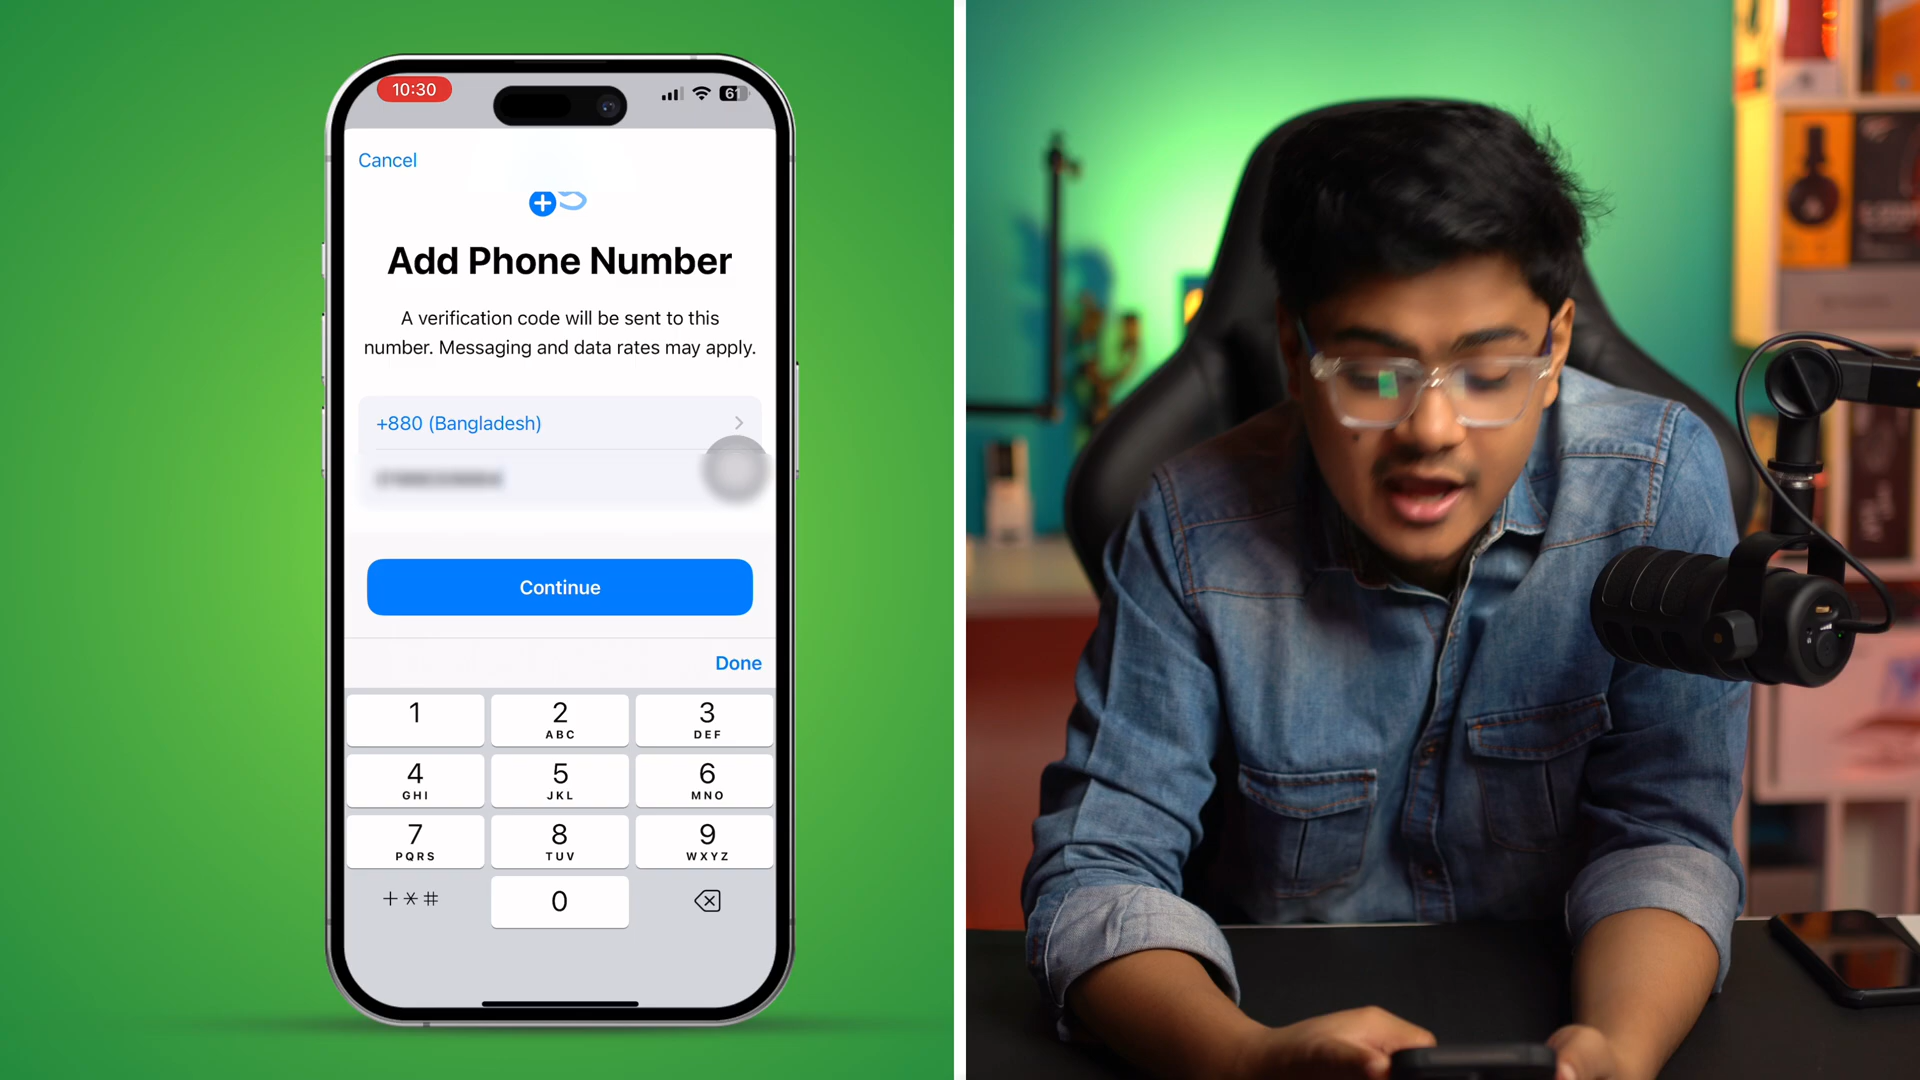 10:30
61
Cancel
Add Phone Number
A verification code will be sent to this
number. Messaging and data rates may apply.
+880 (Bangladesh)
Continue
Done
1
2
ABC
3
DEF
4
GHI
5
JKL
6
MNO
7
PQRS
8
TUV
9
WXYZ
+*#
0